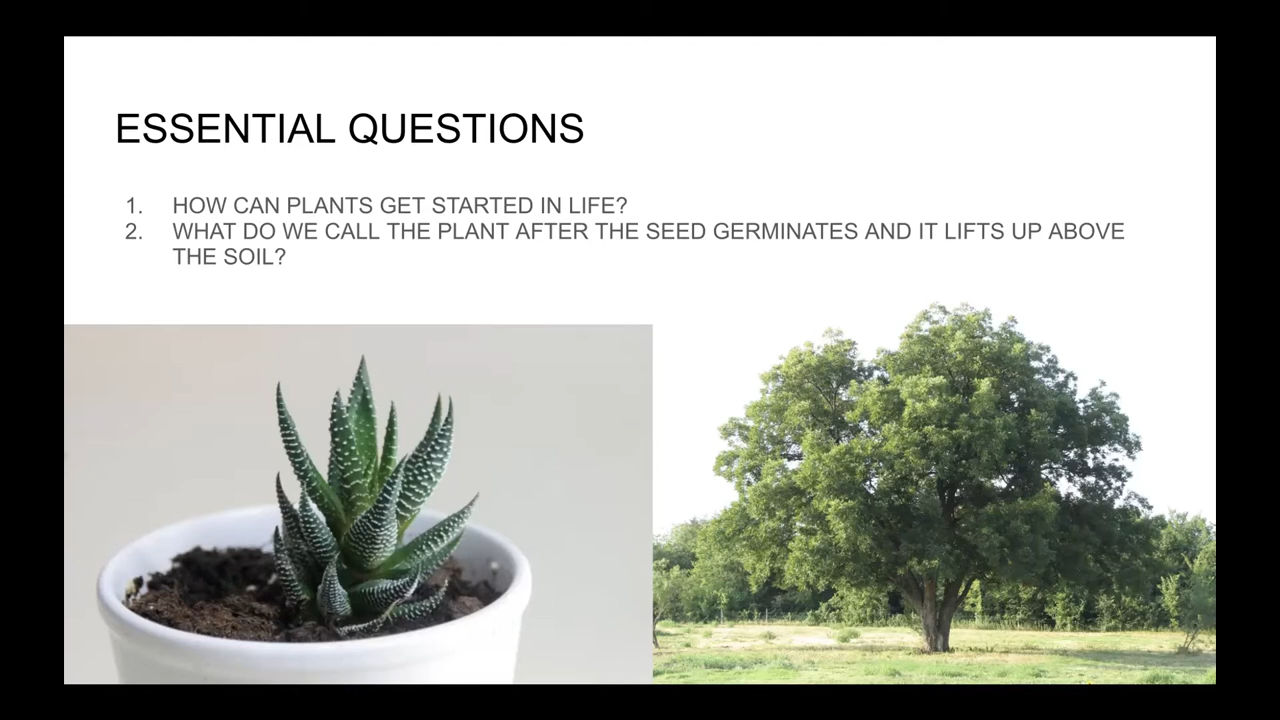 ESSENTIAL QUESTIONS
1. HOW CAN PLANTS GET STARTED IN LIFE?
2. WHAT DO WE CALL THE PLANT AFTER THE SEED GERMINATES AND IT LIFTS UP ABOVE
THE SOIL?